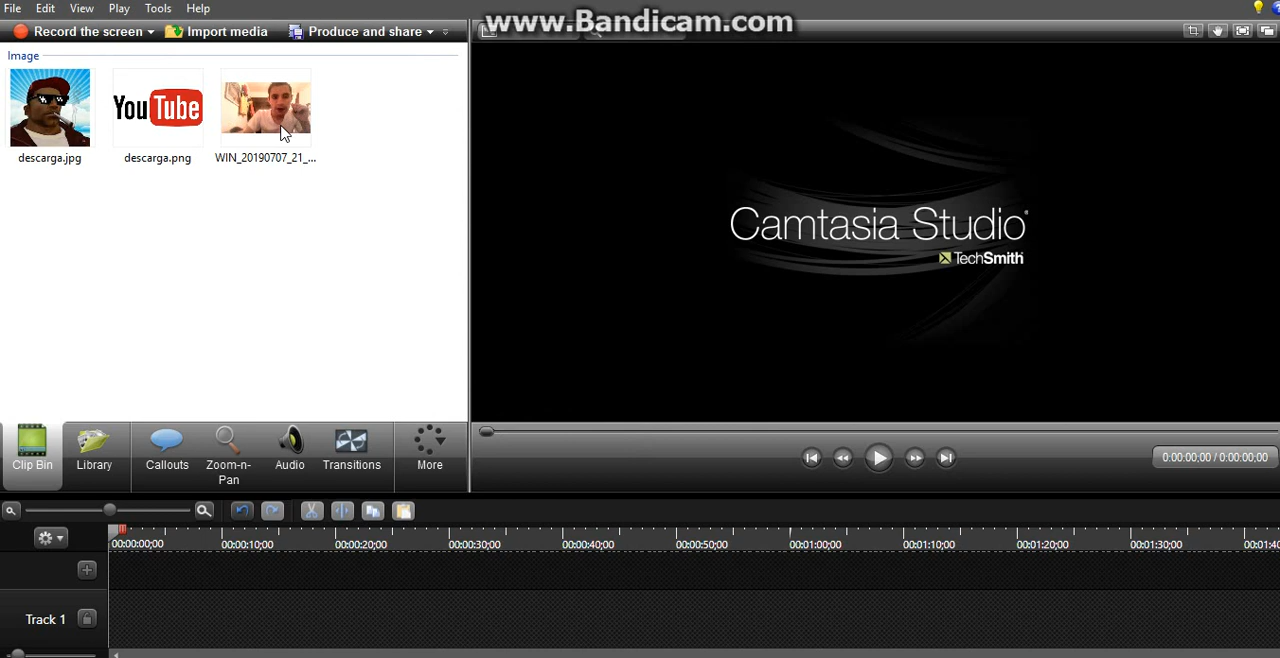 File Edit View Play Tools Help
www.Bandicam.com
Record the screen Import media Produce and share
Image
You Tube
descarga.jpg descarga.png WIN_20190707_21_...
Camtasia Studio
TechSmith
Clip Bin Library Callouts Zoom-n-Pan Audio Transitions More
0:00:00;00 / 0:00:00;00
00:00:00;00 00:00:10;00 00:00:20;00 00:00:30;00 00:00:40;00 00:00:50;00 00:01:00;00 00:01:10;00 00:01:20;00 00:01:30;00 00:01:40
Track 1